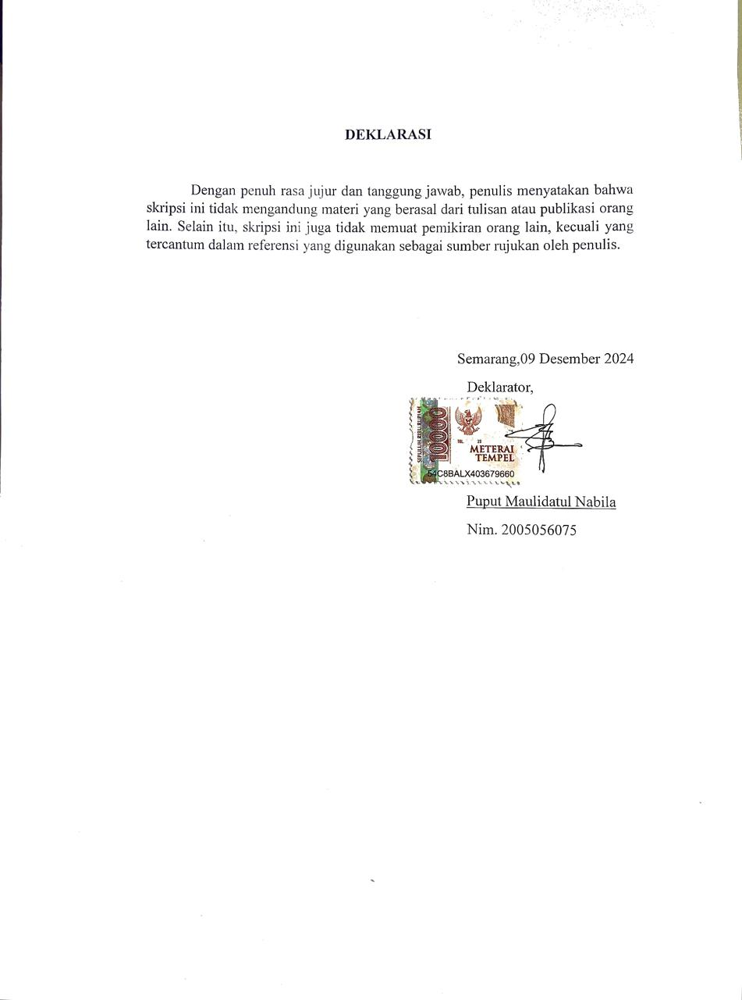 DEKLARASI
Dengan penuh rasa jujur dan tanggung jawab, penulis menyatakan bahwa
skripsi ini tidak mengandung materi yang berasal dari tulisan atau publikasi orang
lain. Selain itu, skripsi ini juga tidak memuat pemikiran orang lain, kecuali yang
tercantum dalam referensi yang digunakan sebagai sumber rujukan oleh penulis.
Semarang,09 Desember 2024
Deklarator,
SEPULUH RIBU RUPIAH
10000
METERAI
TEMPEL
54C8BALX403679660
Puput Maulidatul Nabila
Nim. 2005056075